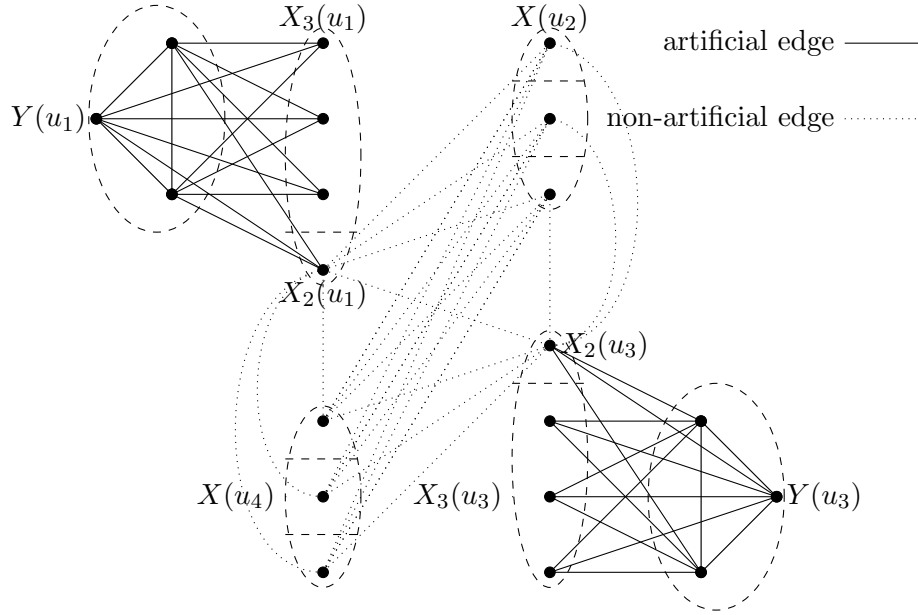 X₃(u₁)
X(u₂)
artificial edge
Y(u₁)
non-artificial edge
X₂(u₁)
X₂(u₃)
X(u₄)
X₃(u₃)
Y(u₃)